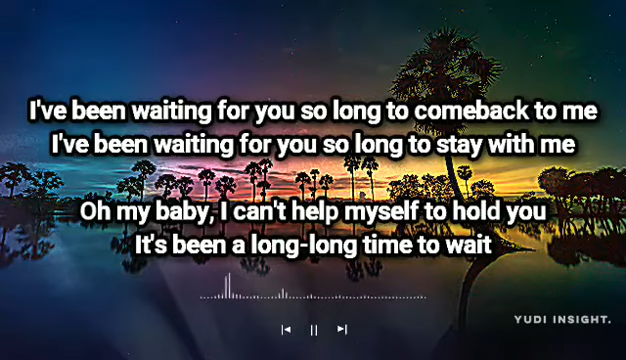 I've been waiting for you so long to comeback to me
I've been waiting for you so long to stay with me
Oh my baby, I can't help myself to hold you
It's been a long-long time to wait
YUDI INSIGHT.